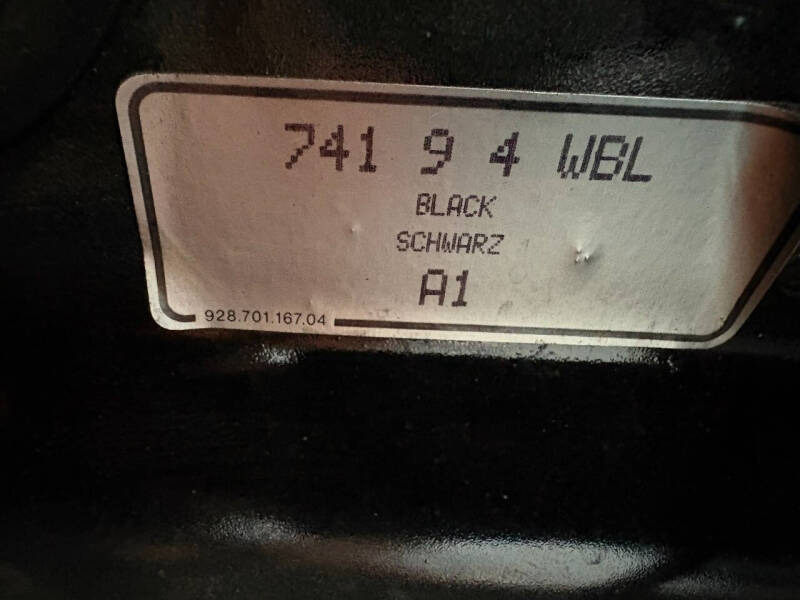 741 9 4 WBL
BLACK
SCHWARZ
A1
928.701.167.04